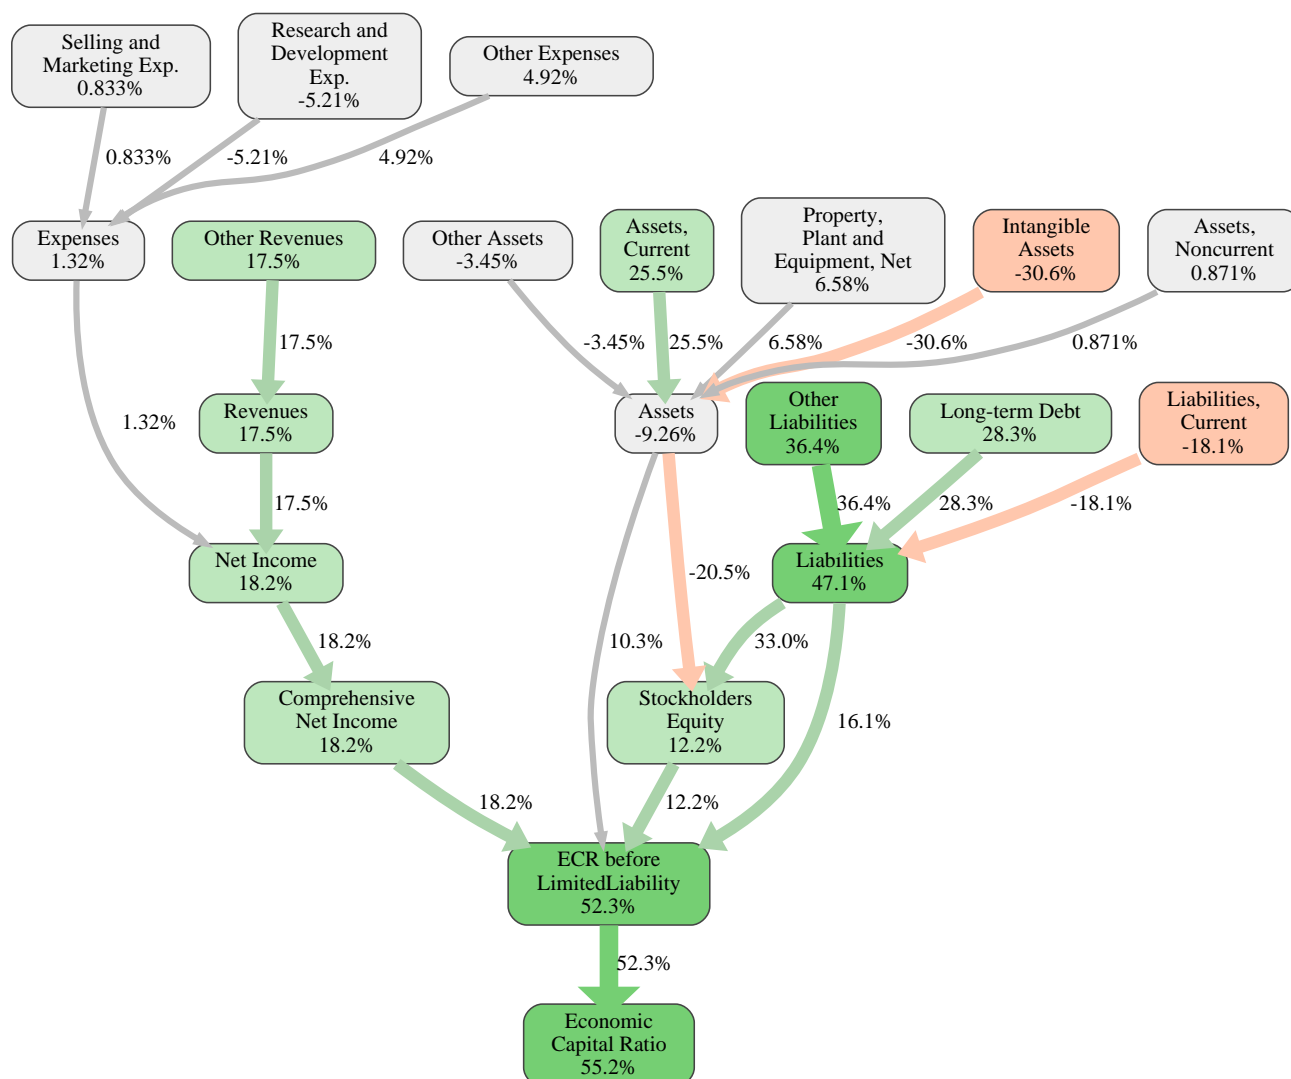 Selling and
Marketing Exp.
0.833%
Research and
Development
Exp.
-5.21%
Other Expenses
4.92%
0.833%
-5.21%
4.92%
Expenses
1.32%
Other Revenues
17.5%
Other Assets
-3.45%
Assets,
Current
25.5%
Property,
Plant and
Equipment, Net
6.58%
Intangible
Assets
-30.6%
Assets,
Noncurrent
0.871%
17.5%
-3.45%
25.5%
6.58%
-30.6%
0.871%
1.32%
Revenues
17.5%
Assets
-9.26%
Other
Liabilities
36.4%
Long-term Debt
28.3%
Liabilities,
Current
-18.1%
17.5%
36.4%
28.3%
-18.1%
Net Income
18.2%
-20.5%
Liabilities
47.1%
18.2%
10.3%
33.0%
Comprehensive
Net Income
18.2%
Stockholders
Equity
12.2%
16.1%
18.2%
12.2%
ECR before
LimitedLiability
52.3%
52.3%
Economic
Capital Ratio
55.2%